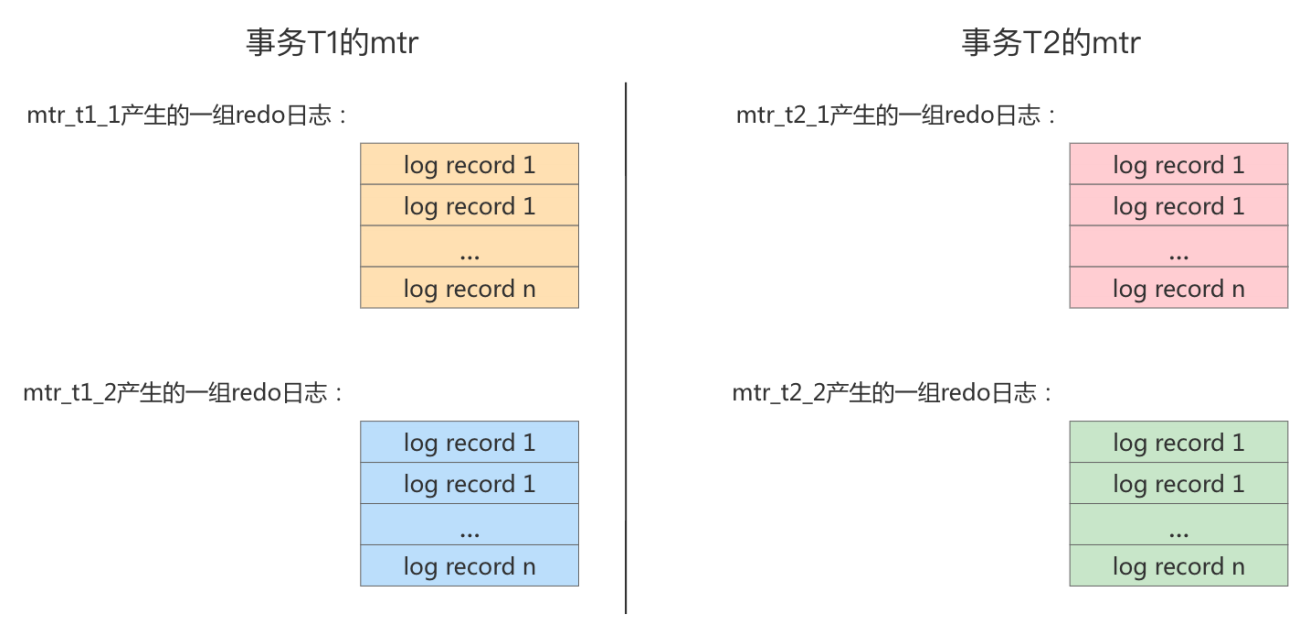 事务T1的mtr
mtr_t1_1产生的一组redo日志：
log record 1
log record 1
...
log record n
mtr_t1_2产生的一组redo日志：
log record 1
log record 1
...
log record n
事务T2的mtr
mtr_t2_1产生的一组redo日志：
log record 1
log record 1
...
log record n
mtr_t2_2产生的一组redo日志：
log record 1
log record 1
...
log record n